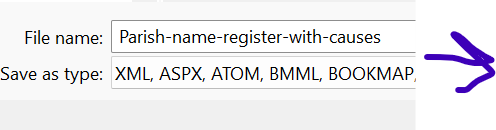 File name: Parish-name-register-with-causes
Save as type: XML, ASPX, ATOM, BMML, BOOKMAP,